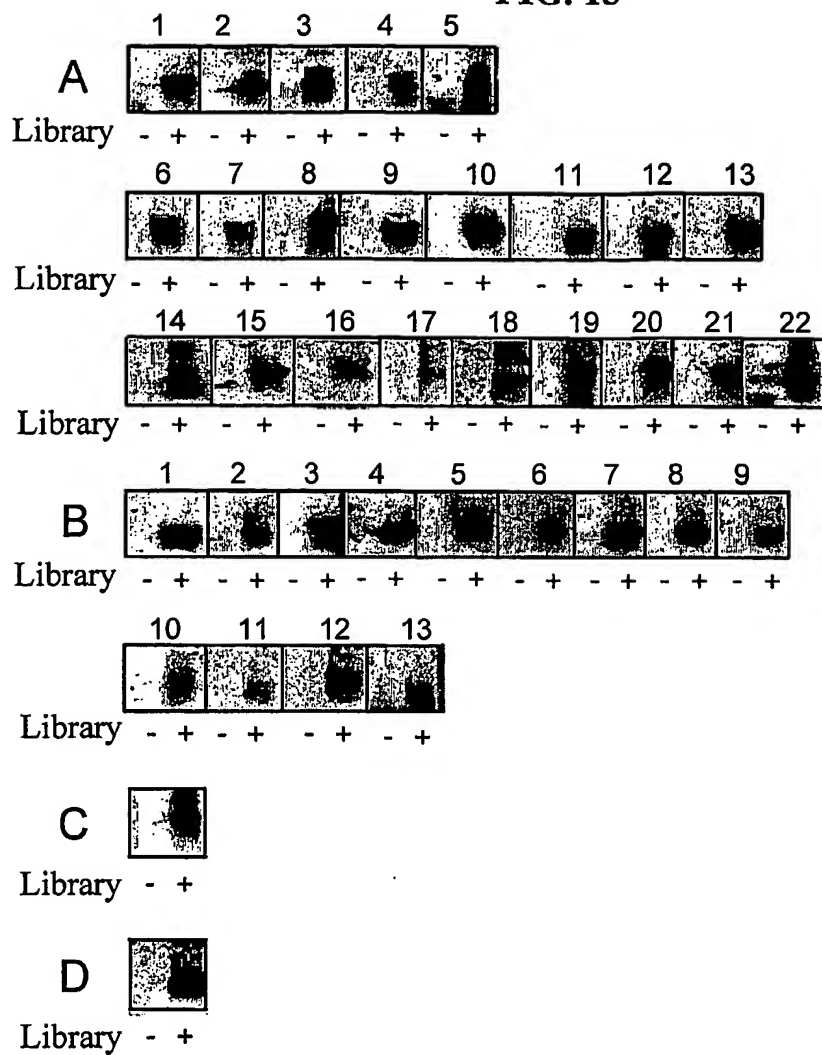 1 2 3 4 5
A
Library - + - + - + - + - +
6 7 8 9 10 11 12 13
Library - + - + - + - + - + - + - + - +
14 15 16 17 18 19 20 21 22
Library - + - + - + - + - + - + - + - + - +
1 2 3 4 5 6 7 8 9
B
Library - + - + - + - + - + - + - + - + - +
10 11 12 13
Library - + - + - + - +
C
Library - +
D
Library - +